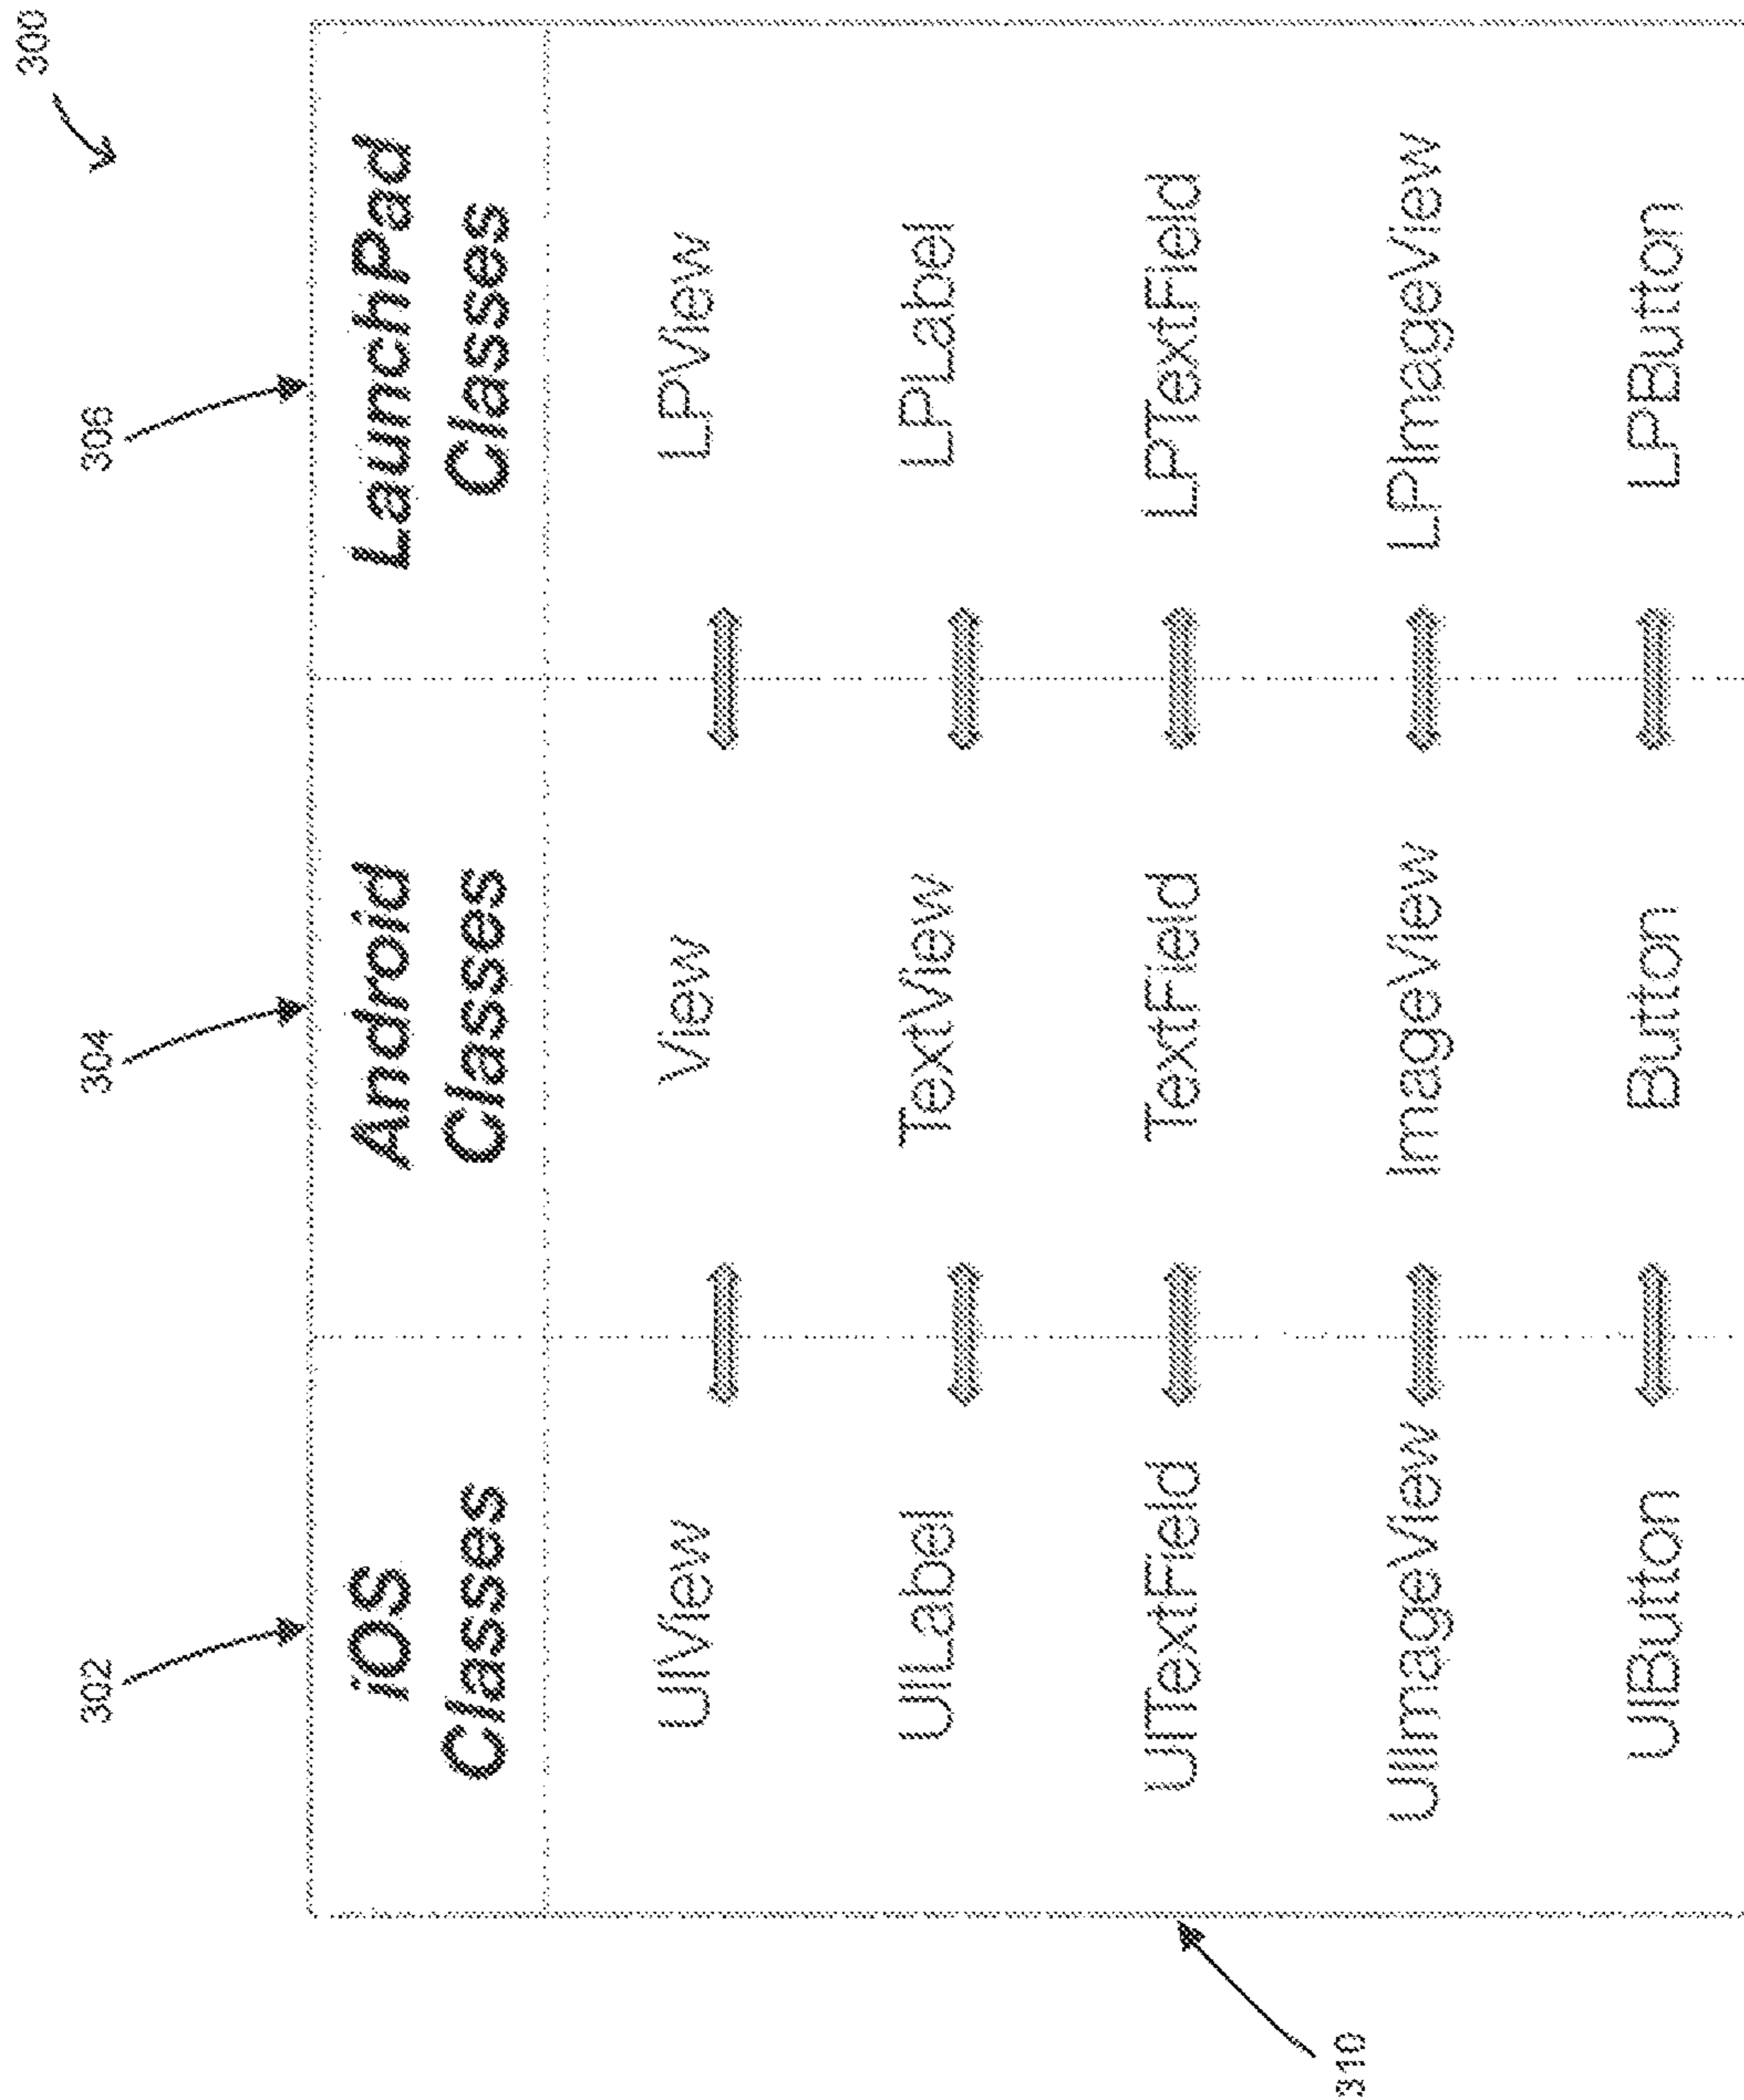 300
302
304
306
iOS
Classes
Android
Classes
LaunchPad
Classes
UIView
View
LPView
UILabel
TextView
LPLabel
UITextField
TextField
LPTextField
UIImageView
ImageView
LPImageView
UIButton
Button
LPButton
310